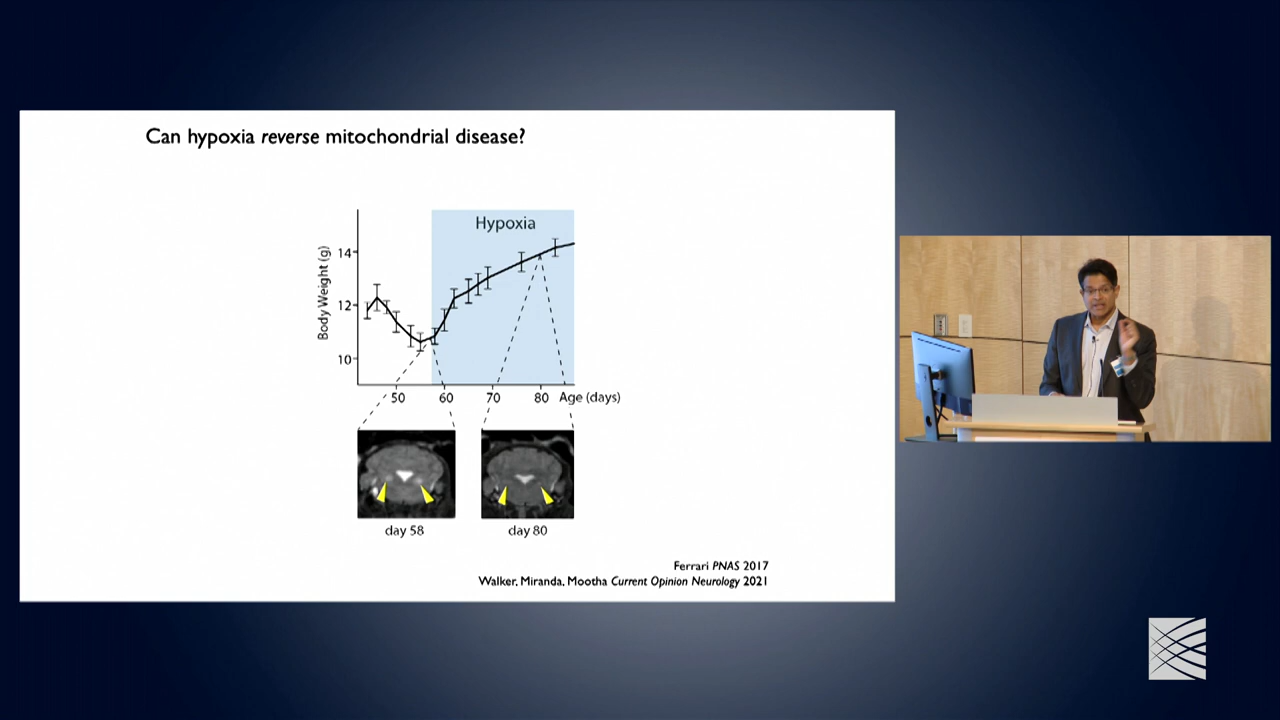 Can hypoxia reverse mitochondrial disease?
Hypoxia
Body Weight (g)
14
12
10
50
60
70
80
Age (days)
day 58
day 80
Ferrari PNAS 2017
Walker, Miranda, Mootha Current Opinion Neurology 2021